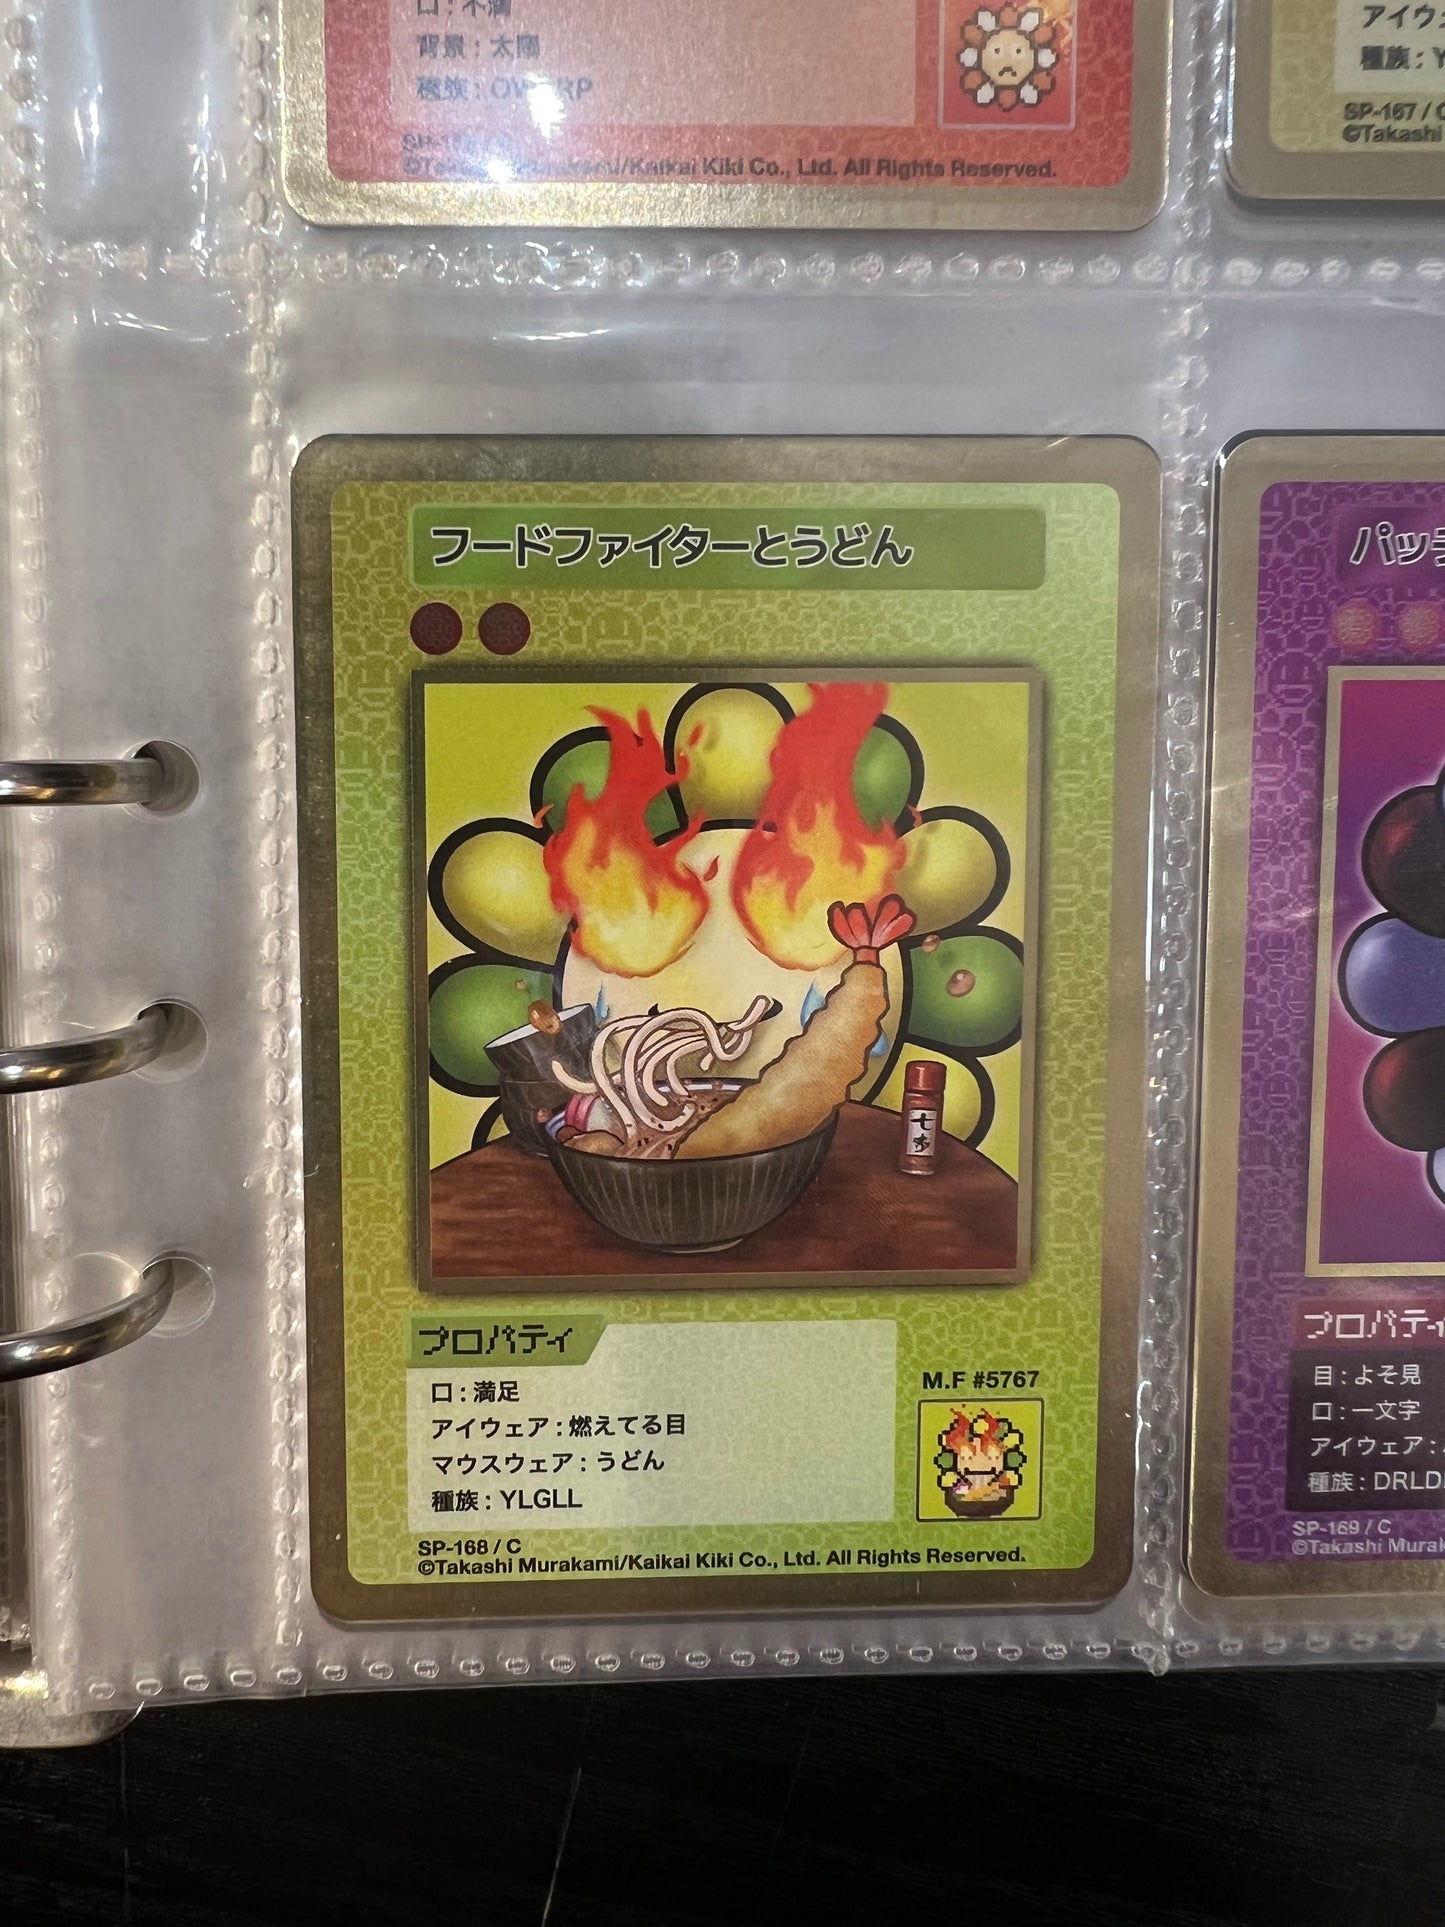 口 : 不満
背景 : 太陽
種族 :
©Takashi Murakami/Kaikai Kiki Co., Ltd. All Rights Reserved.
アイウ
種族 : Y
SP-167 / C
©Takashi
フードファイターとうどん
七味
プロパティ
口 : 満足
アイウェア : 燃えてる目
マウスウェア : うどん
種族 : YLGLL
M.F #5767
SP-168 / C
©Takashi Murakami/Kaikai Kiki Co., Ltd. All Rights Reserved.
パッ
プロパティ
目 : よそ見
口 : 一文字
アイウェア :
種族 : DRLD
SP-169 / C
©Takashi Murak